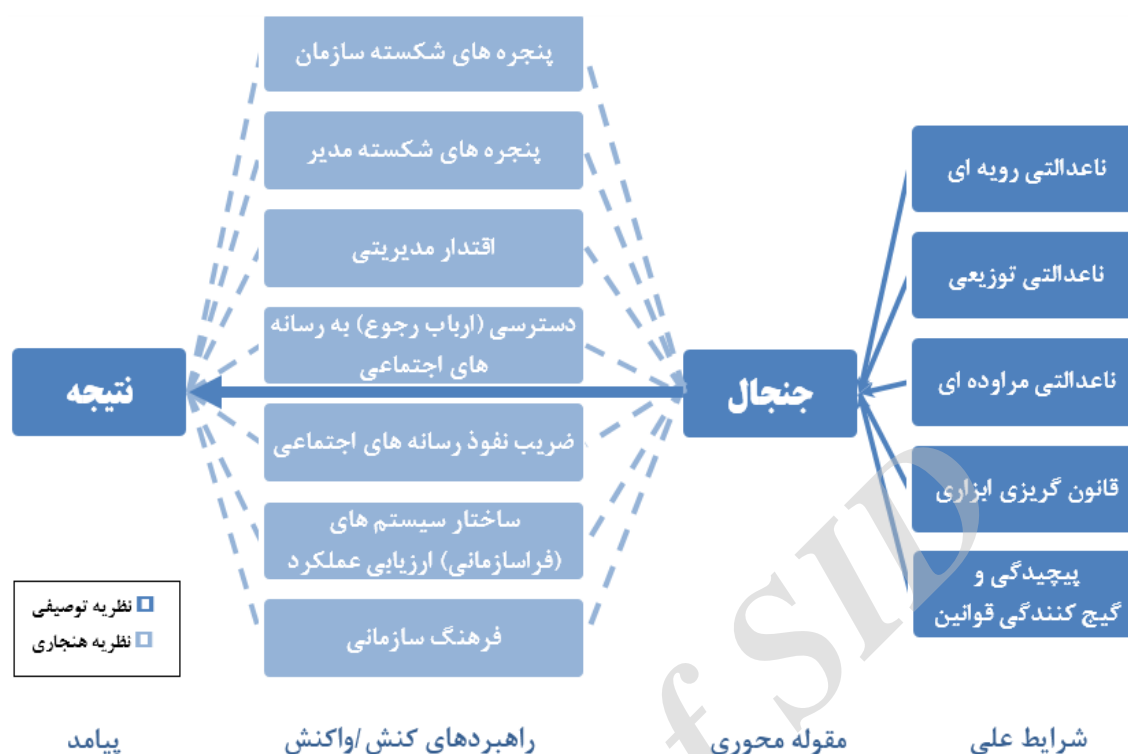 ناعدالتی رویه ای
ناعدالتی توزیعی
ناعدالتی مراوده ای
قانون گریزی ابزاری
پیچیدگی و
گیج کنندگی قوانین
شرایط علی
جنجال
مقوله محوری
پنجره های شکسته سازمان
پنجره های شکسته مدیر
اقتدار مدیریتی
دسترسی (ارباب رجوع) به رسانه
های اجتماعی
ضریب نفوذ رسانه های اجتماعی
ساختار سیستم های
(فراسازمانی) ارزیابی عملکرد
فرهنگ سازمانی
راهبردهای کنش/واکنش
نتیجه
پیامد
نظریه توصیفی
نظریه هنجاری
f SID